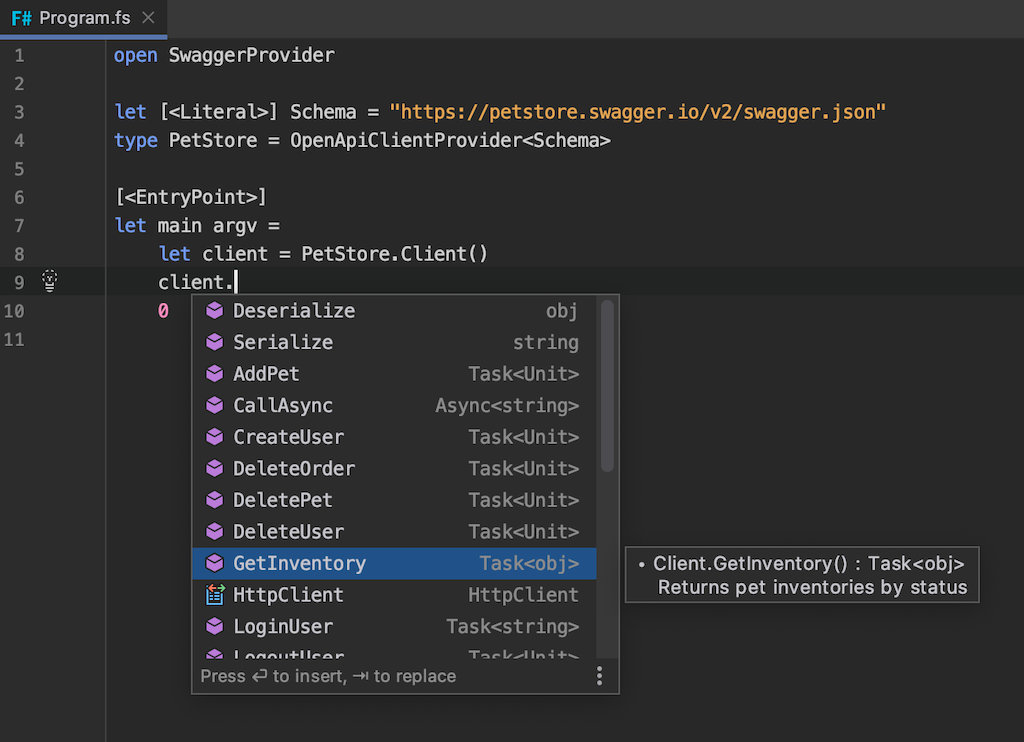 F# Program.fs
1 open SwaggerProvider
2
3 let [<Literal>] Schema = "https://petstore.swagger.io/v2/swagger.json"
4 type PetStore = OpenApiClientProvider<Schema>
5
6 [<EntryPoint>]
7 let main argv =
8 let client = PetStore.Client()
9 client.
10 0
11
Deserialize obj
Serialize string
AddPet Task<Unit>
CallAsync Async<string>
CreateUser Task<Unit>
DeleteOrder Task<Unit>
DeletePet Task<Unit>
DeleteUser Task<Unit>
GetInventory Task<obj>
HttpClient HttpClient
LoginUser Task<string>
LogoutUser Task<Unit>
Press ↩ to insert, ⇥ to replace
• Client.GetInventory() : Task<obj>
Returns pet inventories by status